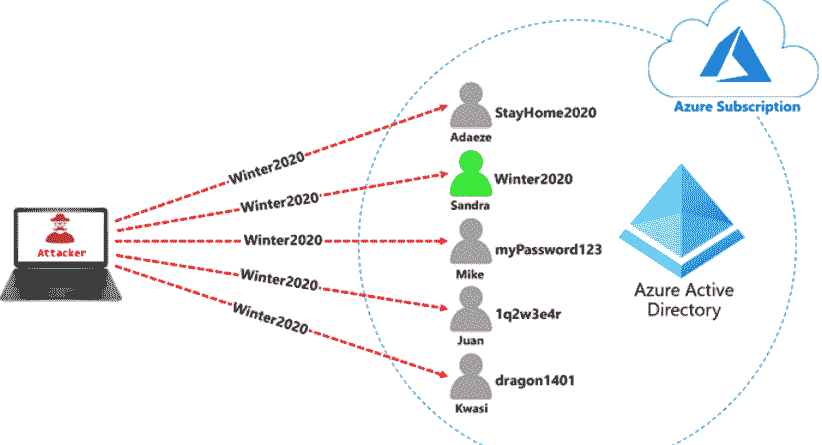 Azure Subscription
StayHome2020
Adaeze
Winter2020
Winter2020
Sandra
Winter2020
Winter2020
myPassword123
Mike
Attacker
Winter2020
1q2w3e4r
Juan
Winter2020
dragon1401
Kwasi
Azure Active
Directory